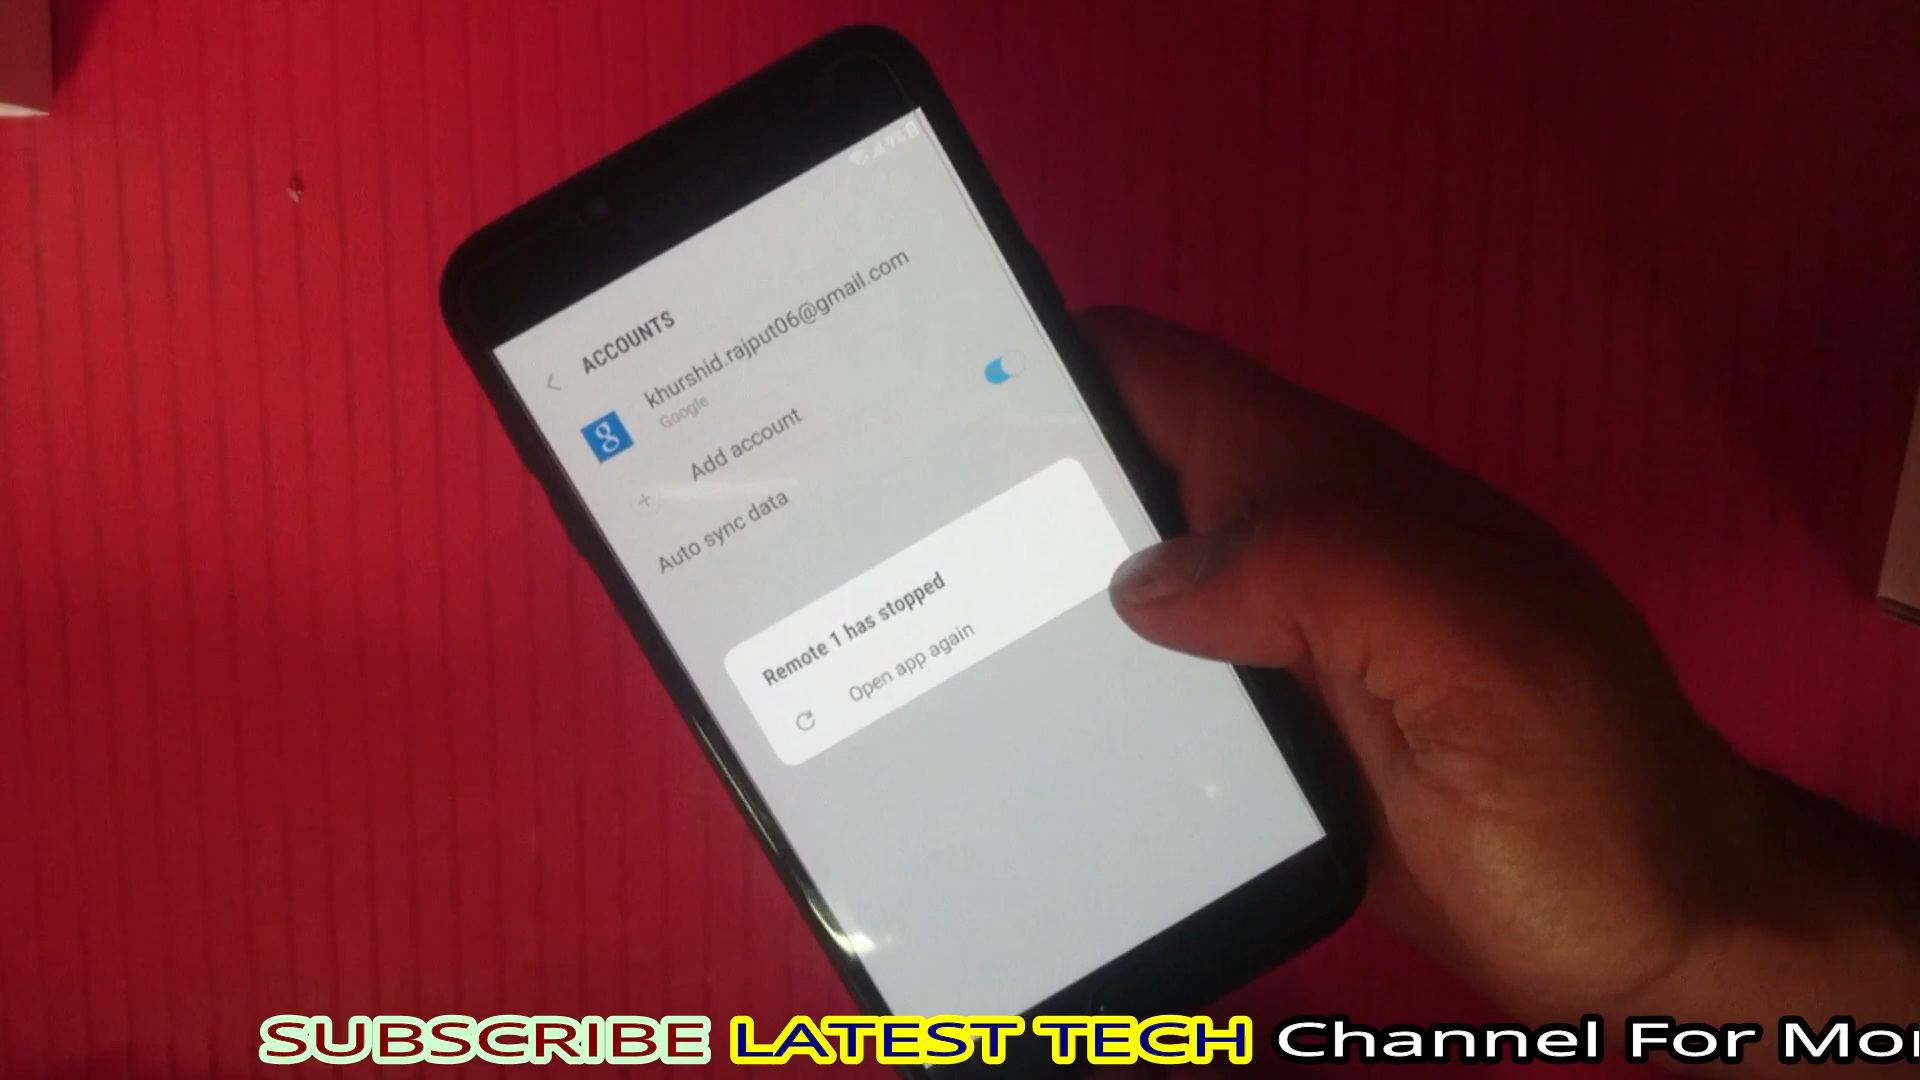 9%
ACCOUNTS
khurshid.rajput06@gmail.com
Google
g
+ Add account
Auto sync data
Remote 1 has stopped
Open app again
SUBSCRIBE LATEST TECH Channel For Mor